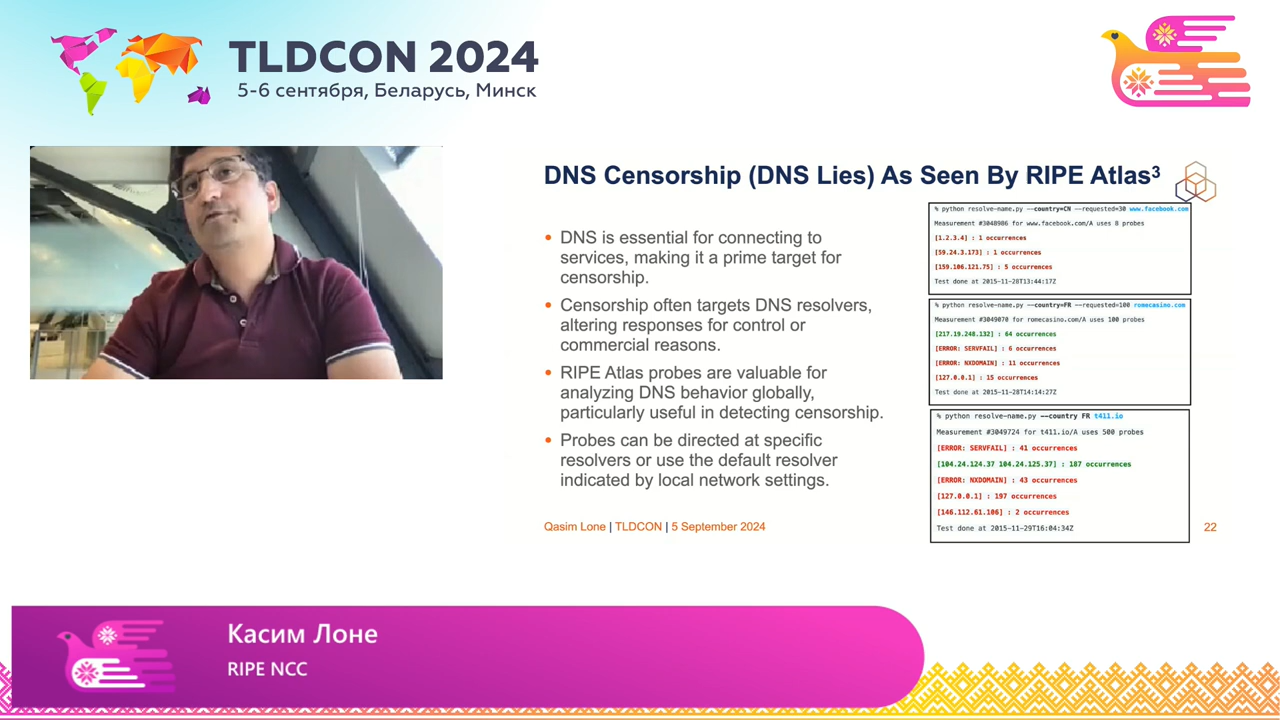 TLDCON 2024
5-6 сентября, Беларусь, Минск
DNS Censorship (DNS Lies) As Seen By RIPE Atlas³
• DNS is essential for connecting to
services, making it a prime target for
censorship.
• Censorship often targets DNS resolvers,
altering responses for control or
commercial reasons.
• RIPE Atlas probes are valuable for
analyzing DNS behavior globally,
particularly useful in detecting censorship.
• Probes can be directed at specific
resolvers or use the default resolver
indicated by local network settings.
% python resolve-name.py --country=CN --requested=30 www.facebook.com
Measurement #3048986 for www.facebook.com/A uses 8 probes
[1.2.3.4] : 1 occurrences
[59.24.3.173] : 1 occurrences
[159.106.121.75] : 5 occurrences
Test done at 2015-11-28T13:44:17Z
% python resolve-name.py --country=FR --requested=100 romecasino.com
Measurement #3049070 for romecasino.com/A uses 100 probes
[217.19.248.132] : 64 occurrences
[ERROR: SERVFAIL] : 6 occurrences
[ERROR: NXDOMAIN] : 11 occurrences
[127.0.0.1] : 15 occurrences
Test done at 2015-11-28T14:14:27Z
% python resolve-name.py --country FR t411.io
Measurement #3049724 for t411.io/A uses 500 probes
[ERROR: SERVFAIL] : 41 occurrences
[104.24.124.37 104.24.125.37] : 187 occurrences
[ERROR: NXDOMAIN] : 43 occurrences
[127.0.0.1] : 197 occurrences
[146.112.61.106] : 2 occurrences
Test done at 2015-11-29T16:04:34Z
Qasim Lone | TLDCON | 5 September 2024
22
Касим Лоне
RIPE NCC